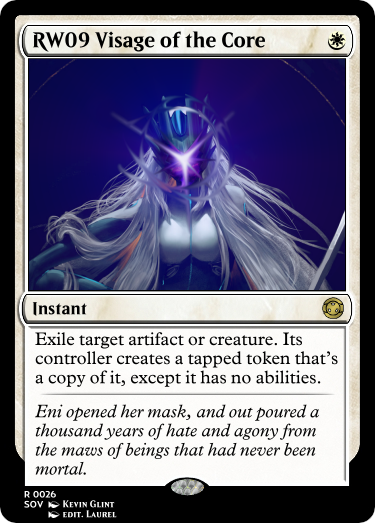 RW09 Visage of the Core
Instant
Exile target artifact or creature. Its
controller creates a tapped token that's
a copy of it, except it has no abilities.
Eni opened her mask, and out poured a
thousand years of hate and agony from
the maws of beings that had never been
mortal.
R 0026
SOV Kevin Glint
edit. Laurel